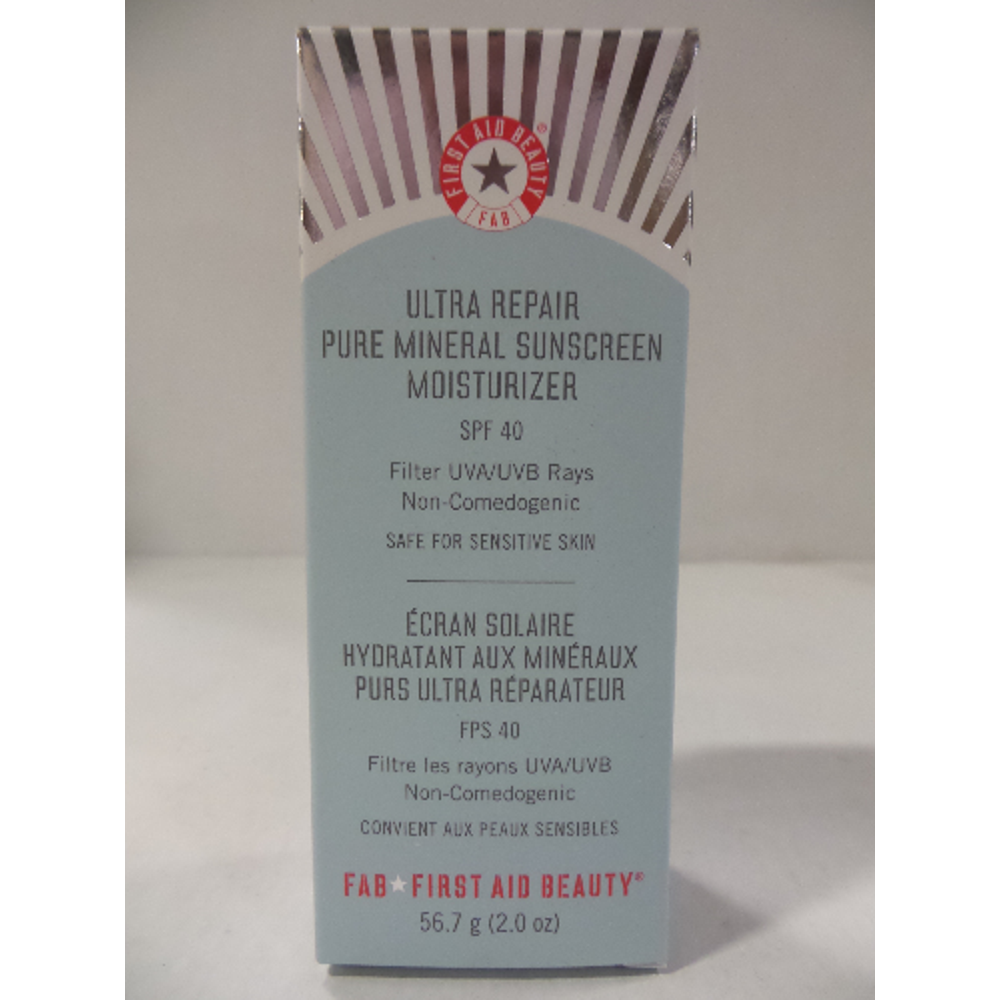 FIRST AID BEAUTY®
FAB
ULTRA REPAIR
PURE MINERAL SUNSCREEN
MOISTURIZER
SPF 40
Filter UVA/UVB Rays
Non-Comedogenic
SAFE FOR SENSITIVE SKIN
ÉCRAN SOLAIRE
HYDRATANT AUX MINÉRAUX
PURS ULTRA RÉPARATEUR
FPS 40
Filtre les rayons UVA/UVB
Non-Comedogenic
CONVIENT AUX PEAUX SENSIBLES
FAB★FIRST AID BEAUTY®
56.7 g (2.0 oz)